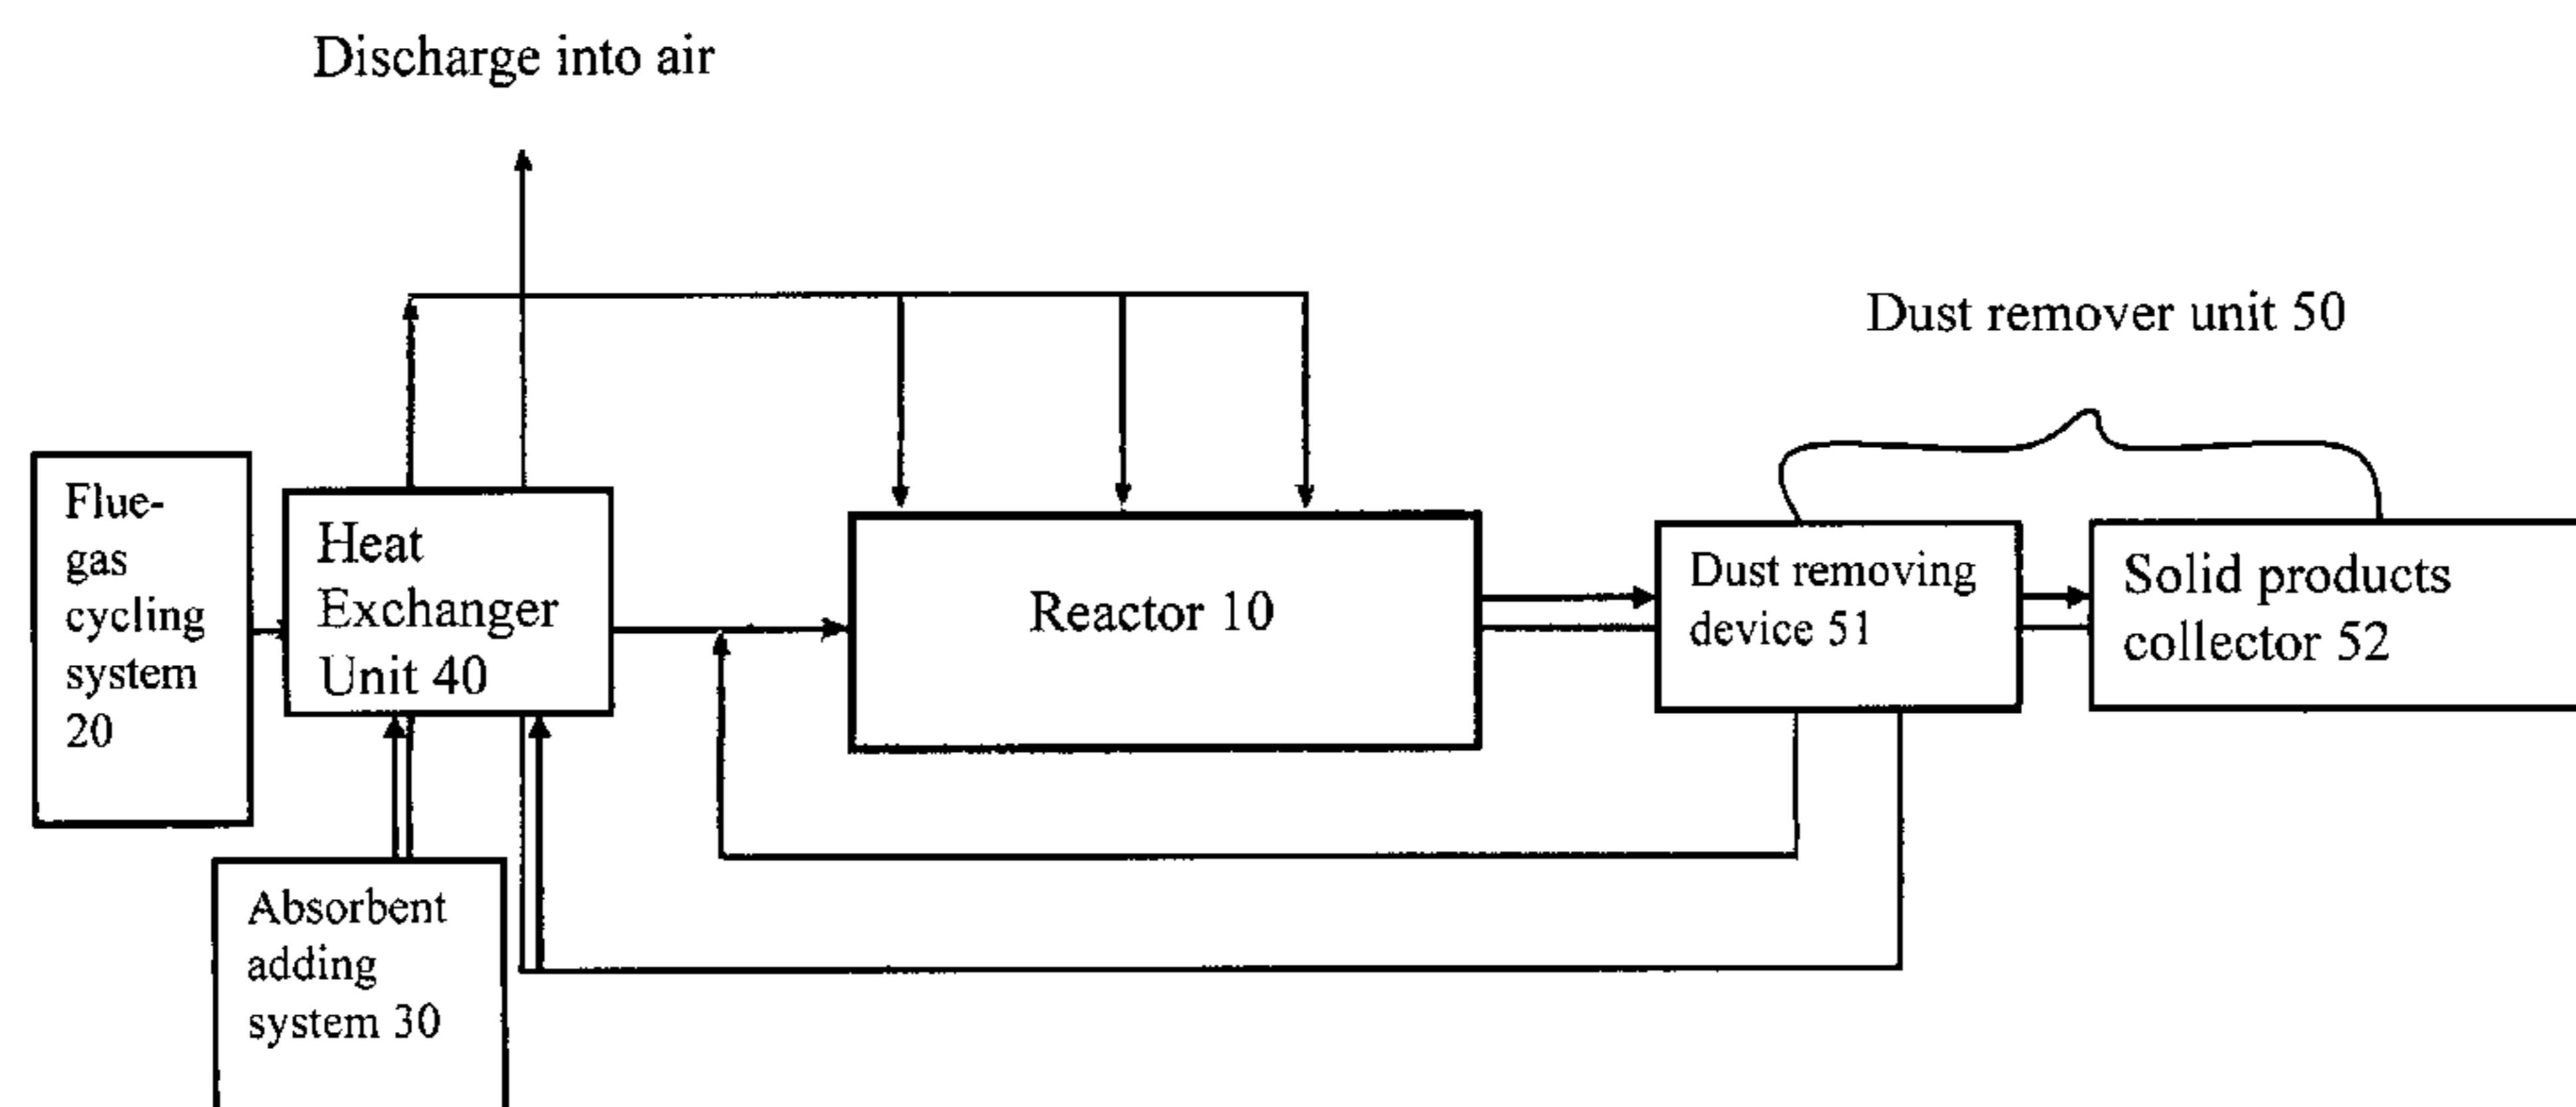 Discharge into air
Dust remover unit 50
Flue-
gas
cycling
system
20
Heat
Exchanger
Unit 40
Reactor 10
Dust removing
device 51
Solid products
collector 52
Absorbent
adding
system 30